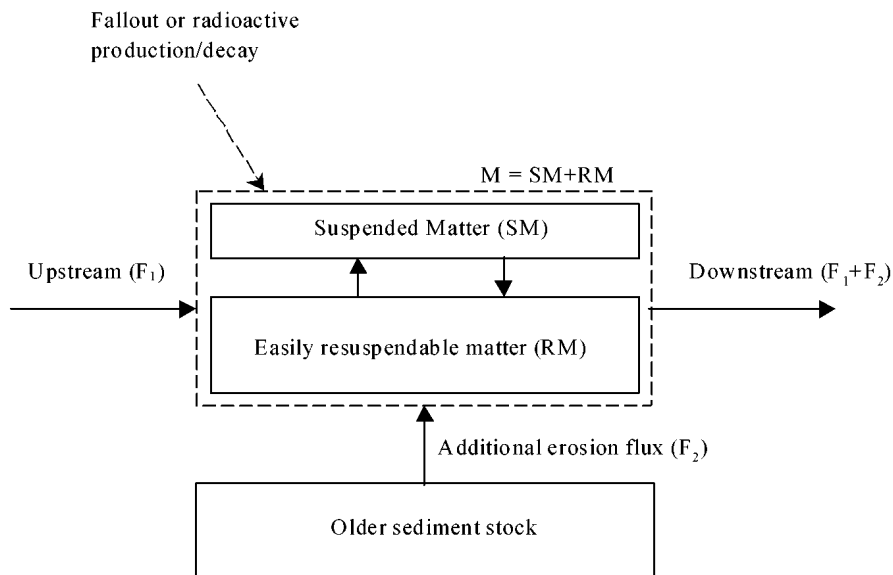 Fallout or radioactive
production/decay
M = SM+RM
Suspended Matter (SM)
Upstream (F₁)
Downstream (F₁+F₂)
Easily resuspendable matter (RM)
Additional erosion flux (F₂)
Older sediment stock